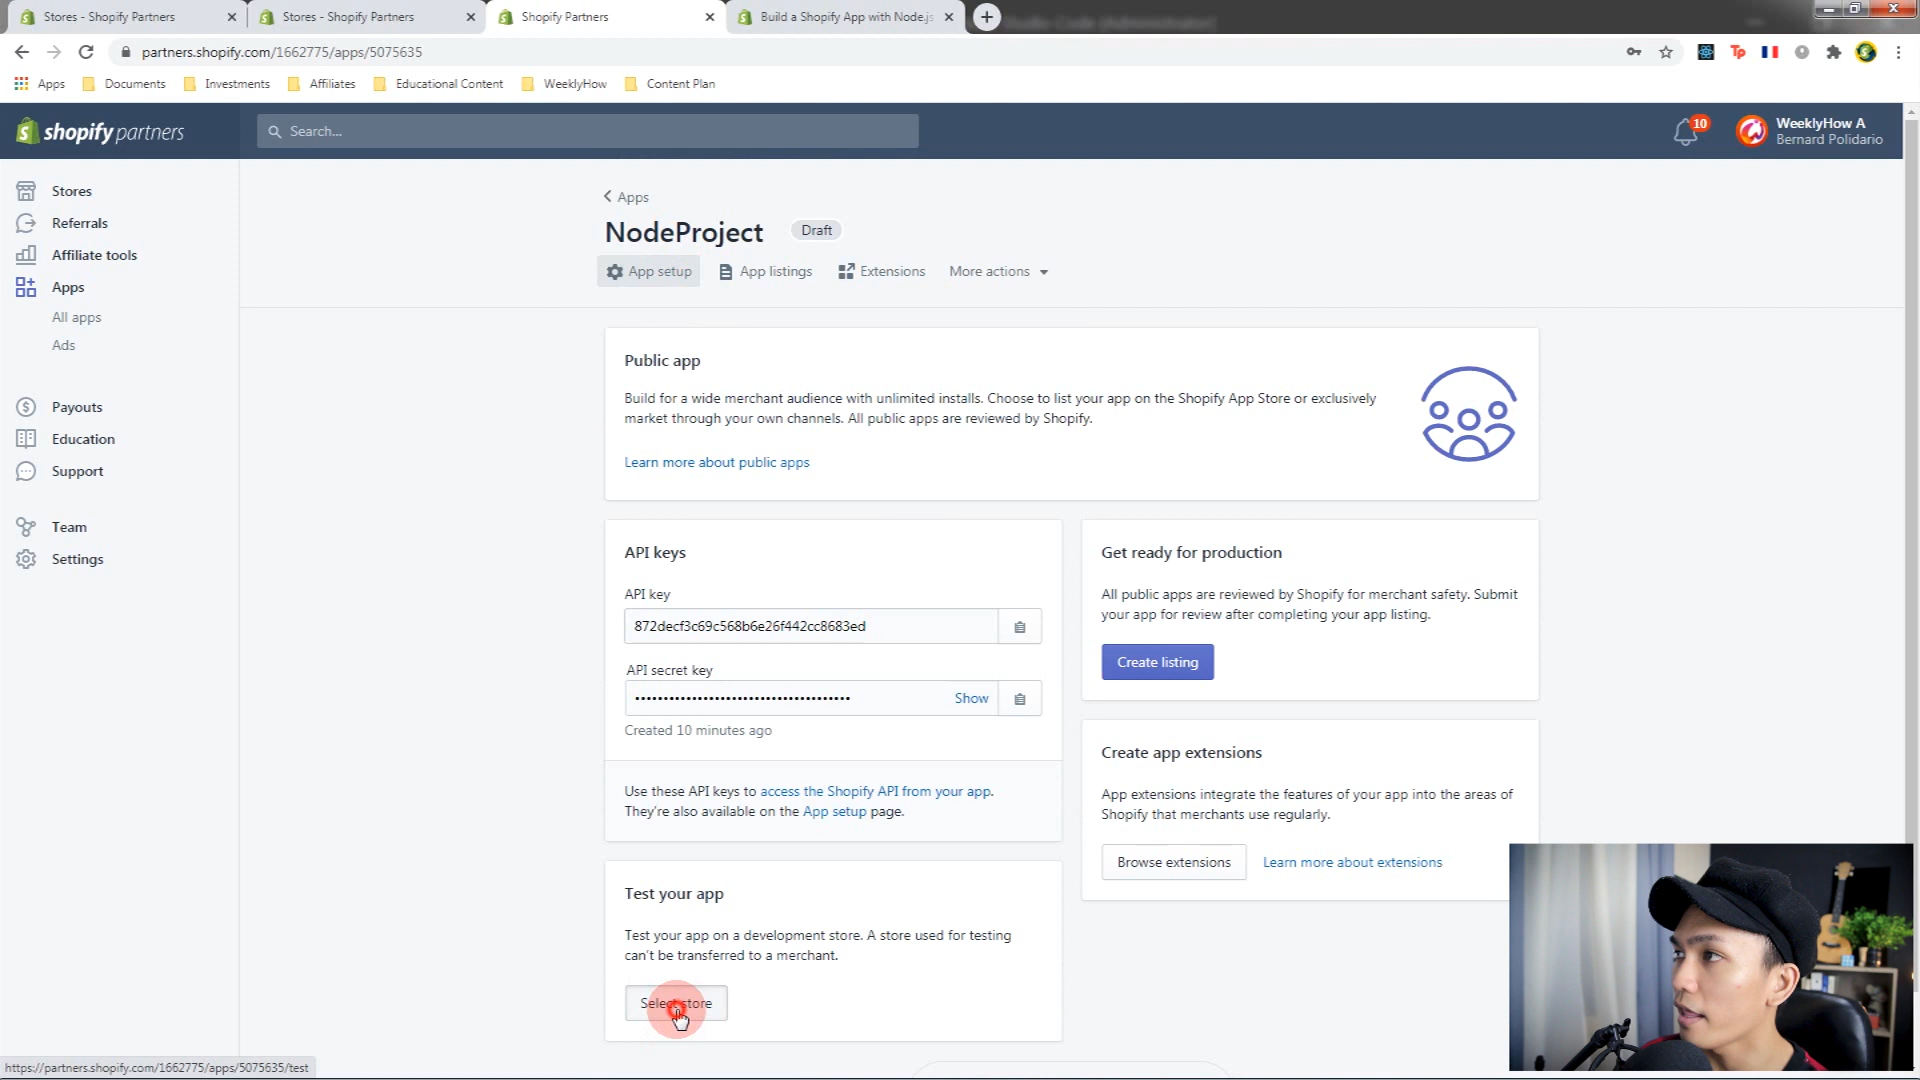 Stores - Shopify Partners
Stores - Shopify Partners
Shopify Partners
Build a Shopify App with Node.js
partners.shopify.com/1662775/apps/5075635
Tp
Apps
Documents
Investments
Affiliates
Educational Content
WeeklyHow
Content Plan
shopify partners
Search...
10
WeeklyHow A
Bernard Polidario
Stores
Referrals
Affiliate tools
Apps
All apps
Ads
Payouts
Education
Support
Team
Settings
Apps
NodeProject
Draft
App setup
App listings
Extensions
More actions
Public app
Build for a wide merchant audience with unlimited installs. Choose to list your app on the Shopify App Store or exclusively
market through your own channels. All public apps are reviewed by Shopify.
Learn more about public apps
API keys
API key
872decf3c69c568b6e26f442cc8683ed
API secret key
••••••••••••••••••••••••••••••••••••••
Show
Created 10 minutes ago
Use these API keys to access the Shopify API from your app.
They're also available on the App setup page.
Test your app
Test your app on a development store. A store used for testing
can't be transferred to a merchant.
Select store
Get ready for production
All public apps are reviewed by Shopify for merchant safety. Submit
your app for review after completing your app listing.
Create listing
Create app extensions
App extensions integrate the features of your app into the areas of
Shopify that merchants use regularly.
Browse extensions
Learn more about extensions
https://partners.shopify.com/1662775/apps/5075635/test